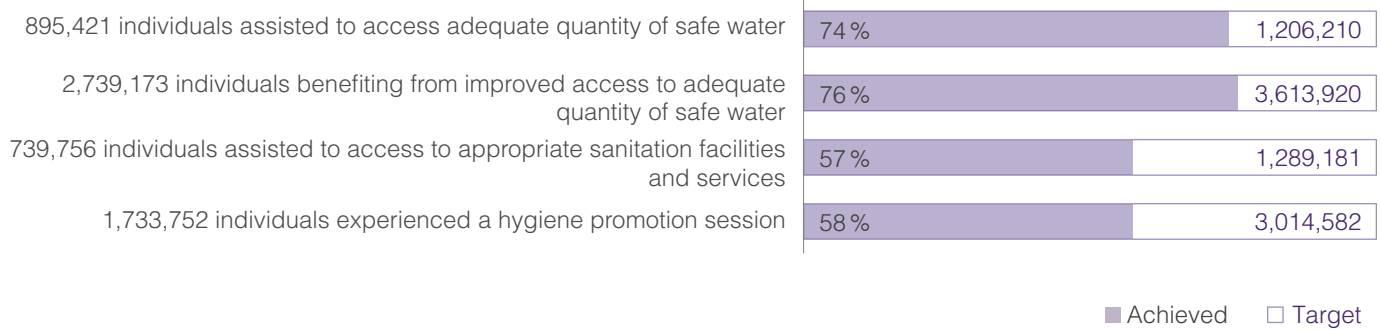 895,421 individuals assisted to access adequate quantity of safe water 74 % 1,206,210
2,739,173 individuals benefiting from improved access to adequate
quantity of safe water 76 % 3,613,920
739,756 individuals assisted to access to appropriate sanitation facilities
and services 57 % 1,289,181
1,733,752 individuals experienced a hygiene promotion session 58 % 3,014,582
Achieved Target